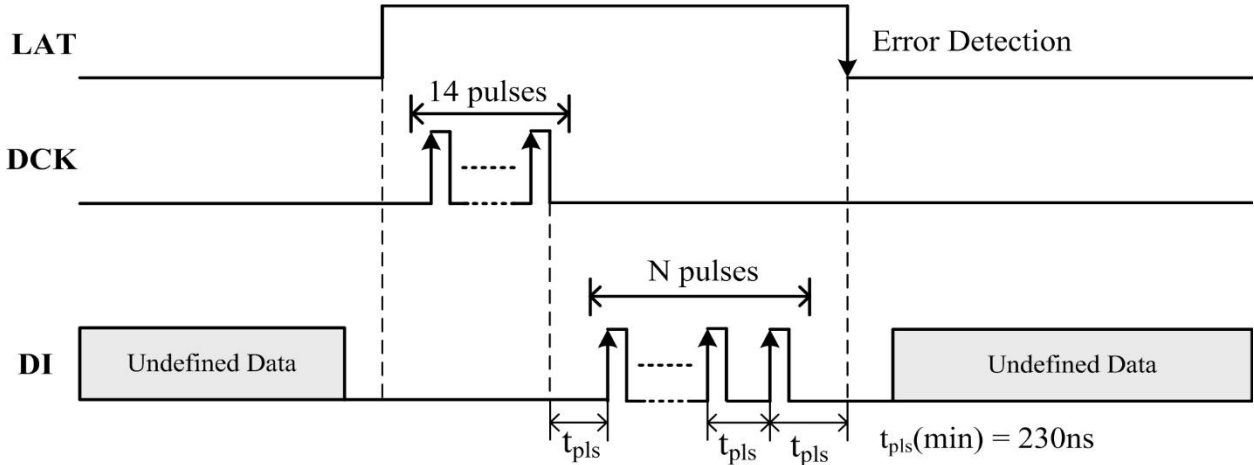 LAT
Error Detection
14 pulses
DCK
N pulses
DI
Undefined Data
Undefined Data
tpls
tpls
tpls
tpls(min) = 230ns